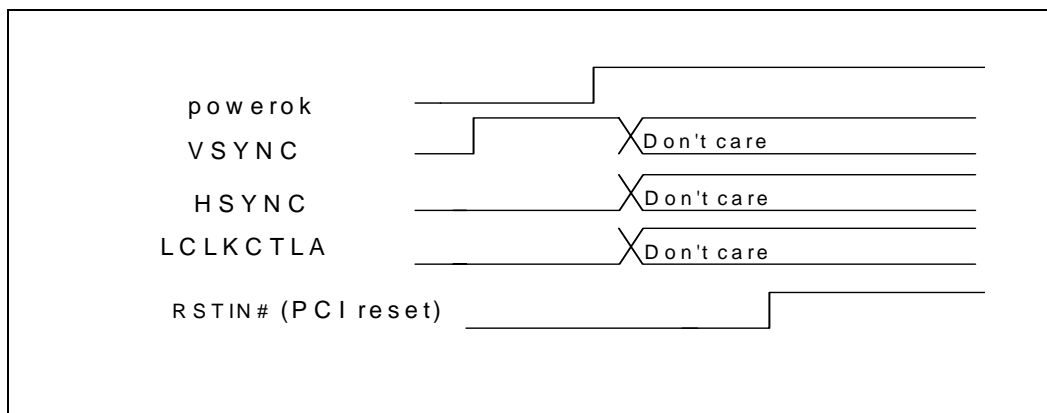 powerok
VSYNC
Don't care
HSYNC
Don't care
LCLKCTLA
Don't care
RSTIN# (PCI reset)